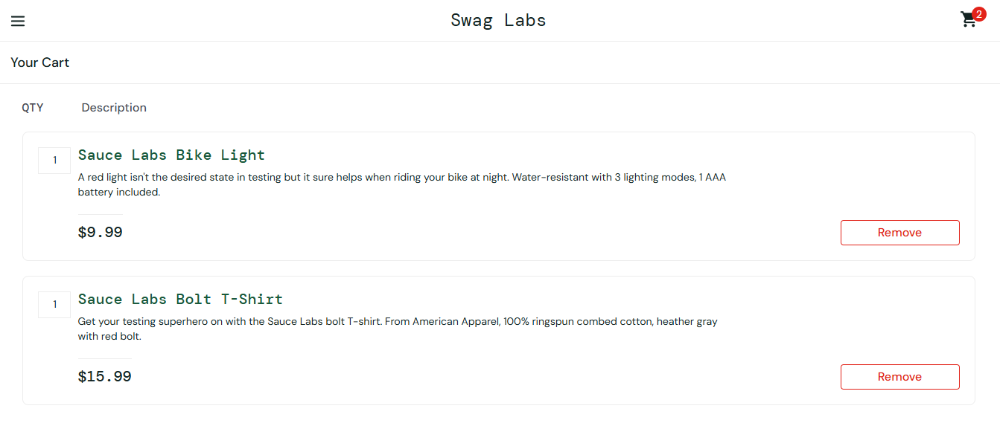 Swag Labs
2
Your Cart
QTY Description
1
Sauce Labs Bike Light
A red light isn't the desired state in testing but it sure helps when riding your bike at night. Water-resistant with 3 lighting modes, 1 AAA
battery included.
$9.99
Remove
1
Sauce Labs Bolt T-Shirt
Get your testing superhero on with the Sauce Labs bolt T-shirt. From American Apparel, 100% ringspun combed cotton, heather gray
with red bolt.
$15.99
Remove